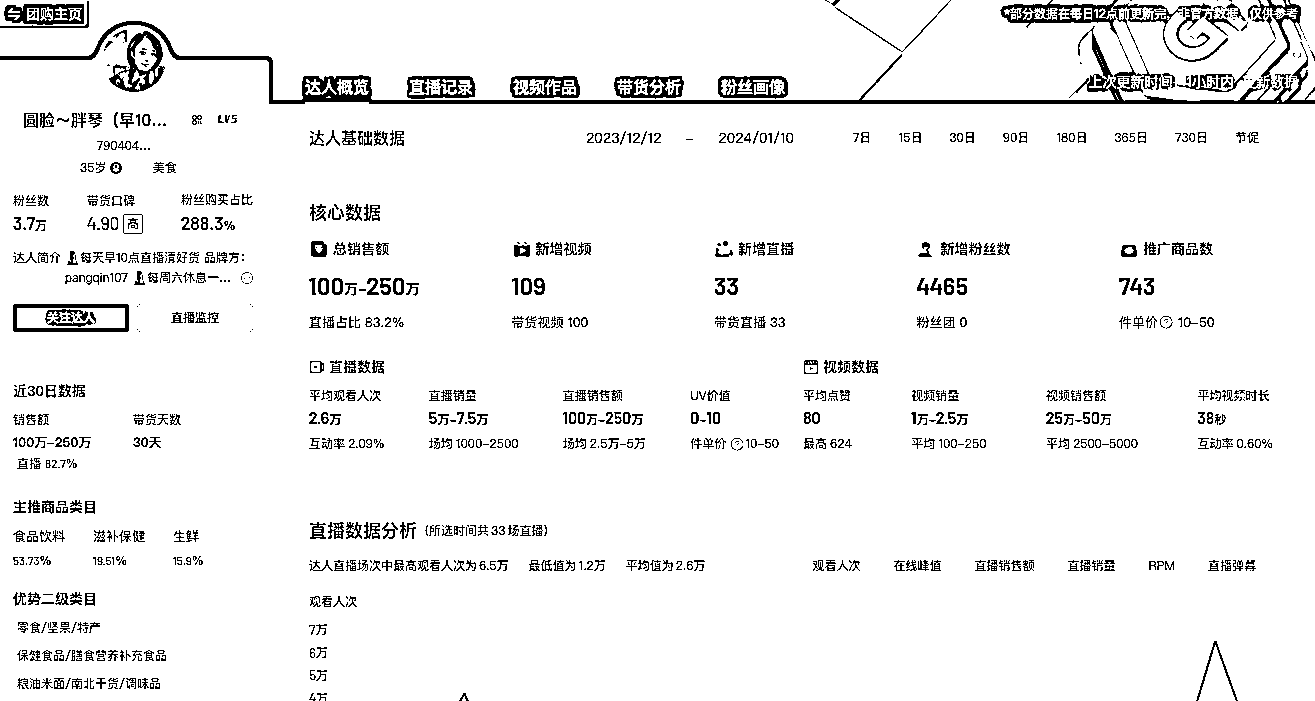 团购主页
*部分数据在每日12点前更新完，非官方数据，仅供参考
上次更新时间：1小时内 更新数据
达人概览 直播记录 视频作品 带货分析 粉丝画像
圆脸～胖琴（早10... LV5
790404...
35岁 美食
粉丝数 带货口碑 粉丝购买占比
3.7万 4.90 高 288.3%
达人简介 每天早10点直播清好货 品牌方：
pangqin107 每周六休息一...
关注达人 直播监控
近30日数据
销售额 带货天数
100万-250万 30天
直播 82.7%
主推商品类目
食品饮料 滋补保健 生鲜
53.73% 19.51% 15.9%
优势二级类目
零食/坚果/特产
保健食品/膳食营养补充食品
粮油米面/南北干货/调味品
达人基础数据 2023/12/12 – 2024/01/10 7日 15日 30日 90日 180日 365日 730日 节促
核心数据
总销售额 新增视频 新增直播 新增粉丝数 推广商品数
100万-250万 109 33 4465 743
直播占比 83.2% 带货视频 100 带货直播 33 粉丝团 0 件单价 10-50
直播数据 视频数据
平均观看人次 直播销量 直播销售额 UV价值 平均点赞 视频销量 视频销售额 平均视频时长
2.6万 5万-7.5万 100万-250万 0-10 80 1万-2.5万 25万-50万 38秒
互动率 2.09% 场均 1000-2500 场均 2.5万-5万 件单价 10-50 最高 624 平均 100-250 平均 2500-5000 互动率 0.60%
直播数据分析（所选时间共33场直播）
达人直播场次中最高观看人次为6.5万 最低值为1.2万 平均值为2.6万 观看人次 在线峰值 直播销售额 直播销量 RPM 直播弹幕
观看人次
7万
6万
5万
4万